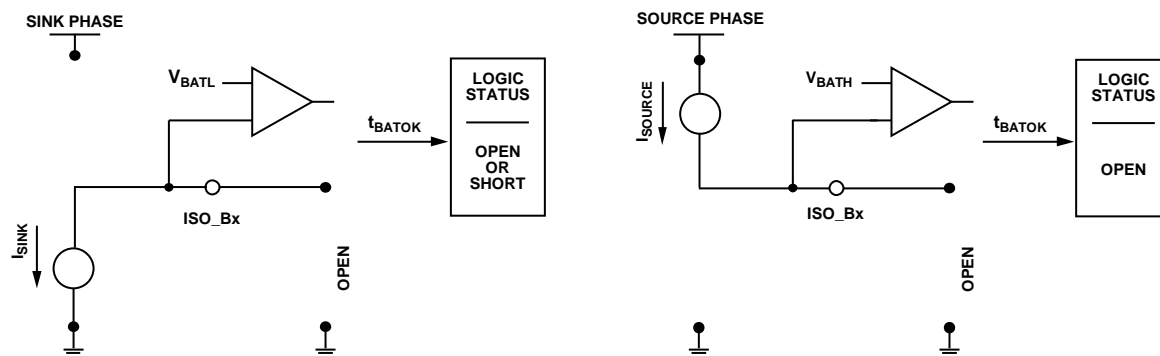 SINK PHASE
V_BATL
t_BATOK
LOGIC
STATUS
OPEN
OR
SHORT
ISO_Bx
I_SINK
OPEN
SOURCE PHASE
I_SOURCE
V_BATH
t_BATOK
LOGIC
STATUS
OPEN
ISO_Bx
OPEN